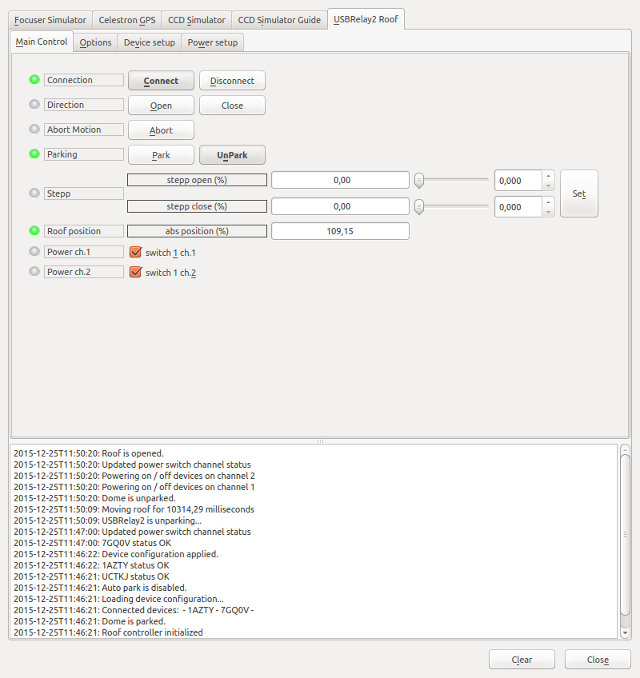 Focuser Simulator Celestron GPS CCD Simulator CCD Simulator Guide USBRelay2 Roof
Main Control Options Device setup Power setup
Connection Connect Disconnect
Direction Open Close
Abort Motion Abort
Parking Park UnPark
stepp open (%) 0,00 0,000
Stepp Set
stepp close (%) 0,00 0,000
Roof position abs position (%) 109,15
Power ch.1 switch 1 ch.1
Power ch.2 switch 1 ch.2
2015-12-25T11:50:20: Roof is opened.
2015-12-25T11:50:20: Updated power switch channel status
2015-12-25T11:50:20: Powering on / off devices on channel 2
2015-12-25T11:50:20: Powering on / off devices on channel 1
2015-12-25T11:50:20: Dome is unparked.
2015-12-25T11:50:09: Moving roof for 10314,29 milliseconds
2015-12-25T11:50:09: USBRelay2 is unparking...
2015-12-25T11:47:00: Updated power switch channel status
2015-12-25T11:47:00: 7GQ0V status OK
2015-12-25T11:46:22: Device configuration applied.
2015-12-25T11:46:22: 1AZTY status OK
2015-12-25T11:46:21: UCTKJ status OK
2015-12-25T11:46:21: Auto park is disabled.
2015-12-25T11:46:21: Loading device configuration...
2015-12-25T11:46:21: Connected devices:  - 1AZTY - 7GQ0V -
2015-12-25T11:46:21: Dome is parked.
2015-12-25T11:46:21: Roof controller initialized
Clear Close